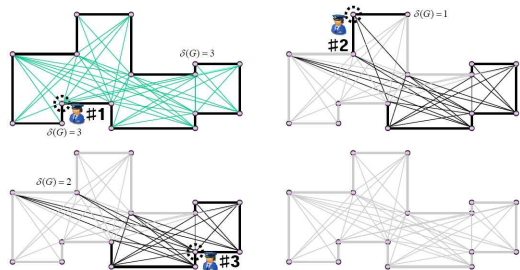 δ(G) = 3
♯1
δ(G) = 3
δ(G) = 1
♯2
δ(G) = 2
♯3